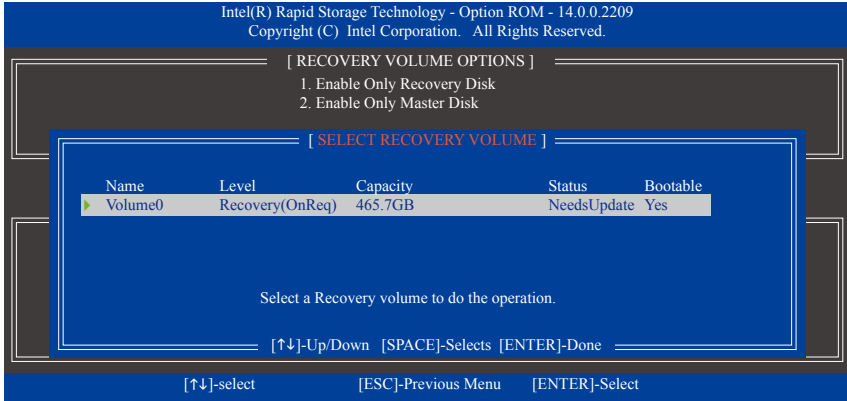 Intel(R) Rapid Storage Technology - Option ROM - 14.0.0.2209
Copyright (C) Intel Corporation. All Rights Reserved.
[ RECOVERY VOLUME OPTIONS ]
1. Enable Only Recovery Disk
2. Enable Only Master Disk
[ SELECT RECOVERY VOLUME ]
Name Level Capacity Status Bootable
Volume0 Recovery(OnReq) 465.7GB NeedsUpdate Yes
Select a Recovery volume to do the operation.
[↑↓]-Up/Down [SPACE]-Selects [ENTER]-Done
[↑↓]-select [ESC]-Previous Menu [ENTER]-Select